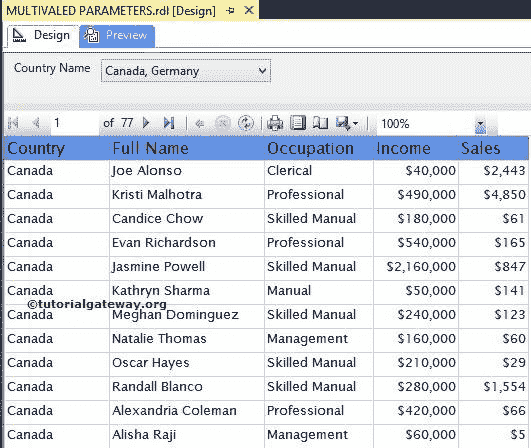 MULTIVALED PARAMETERS.rdl [Design]
Design Preview
Country Name Canada, Germany
1 of 77 100%
Country Full Name Occupation Income Sales
Canada Joe Alonso Clerical $40,000 $2,443
Canada Kristi Malhotra Professional $490,000 $4,850
Canada Candice Chow Skilled Manual $180,000 $61
Canada Evan Richardson Professional $540,000 $165
Canada Jasmine Powell Skilled Manual $2,160,000 $847
Canada Kathryn Sharma Manual $50,000 $141
©tutorialgateway.org
Canada Meghan Dominguez Skilled Manual $240,000 $123
Canada Natalie Thomas Management $160,000 $60
Canada Oscar Hayes Skilled Manual $210,000 $29
Canada Randall Blanco Skilled Manual $280,000 $1,554
Canada Alexandria Coleman Professional $420,000 $66
Canada Alisha Raji Management $60,000 $5